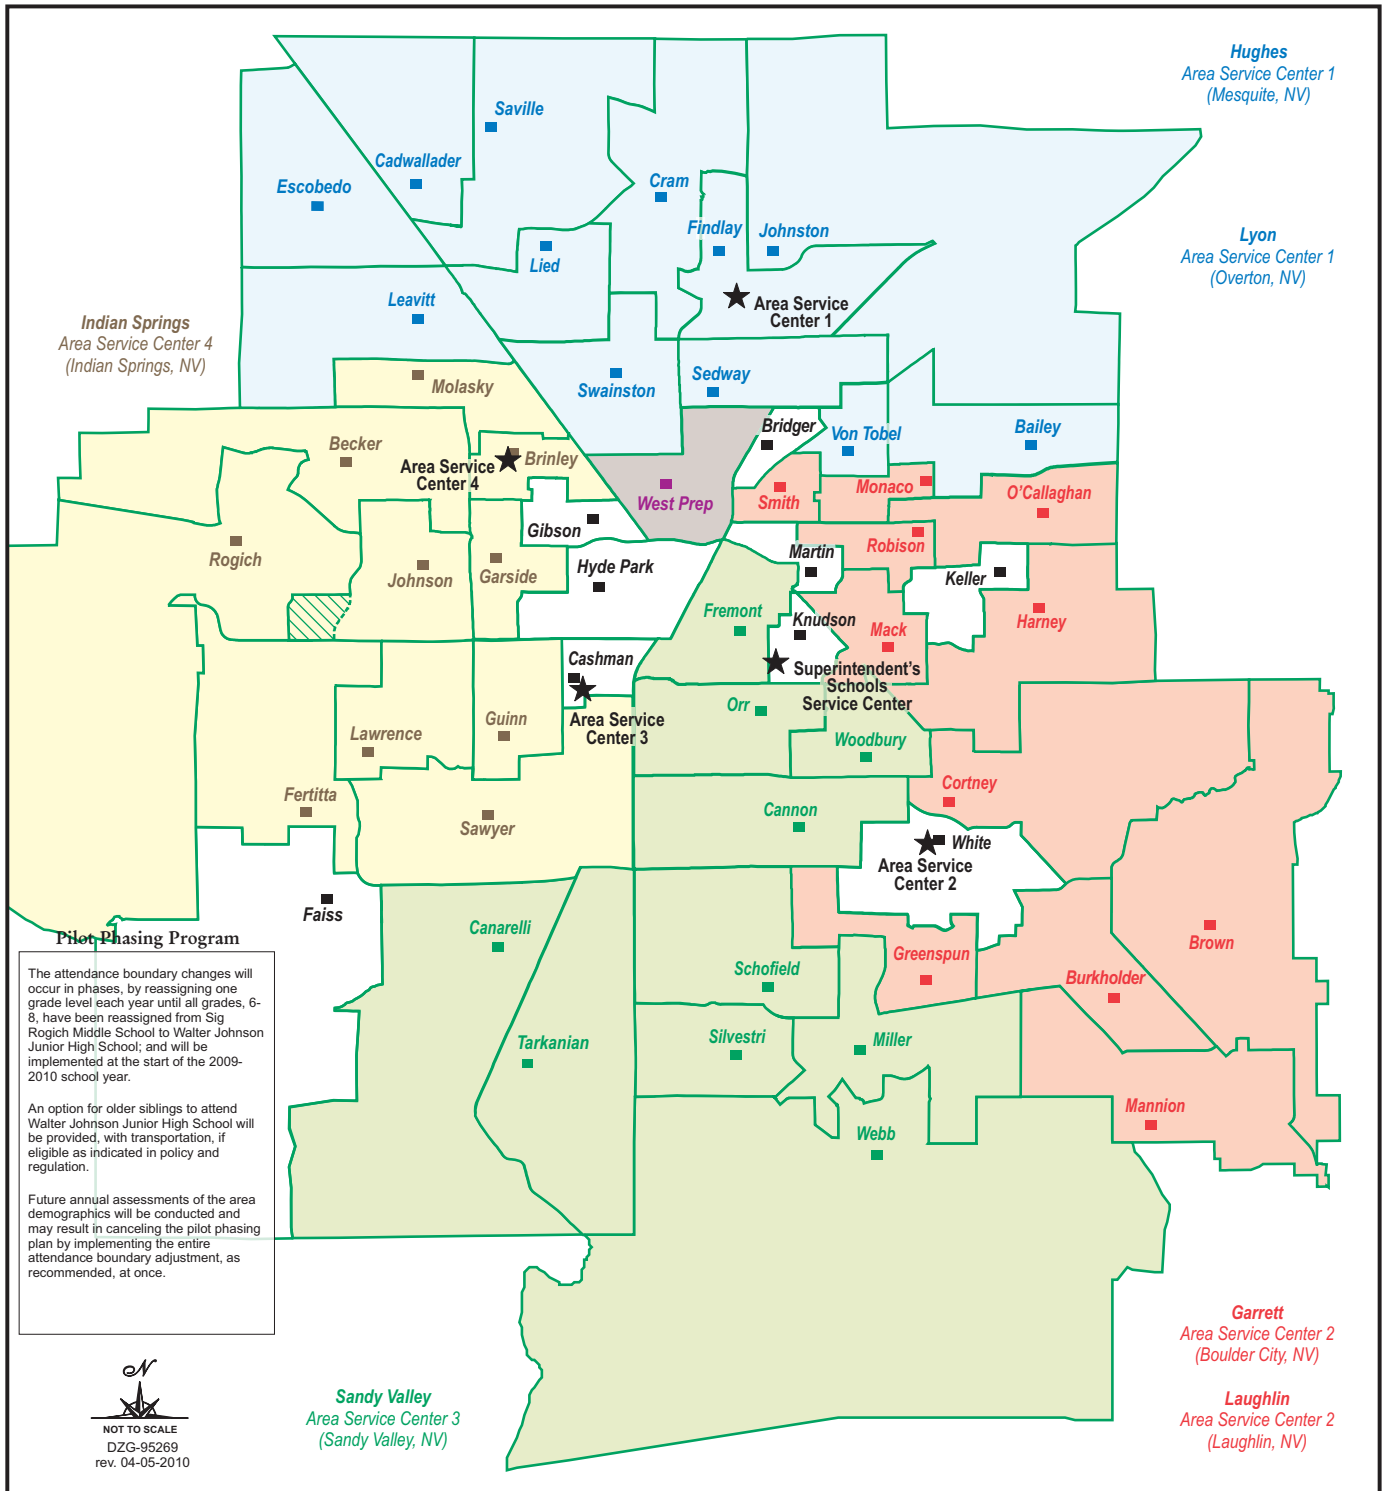 Hughes
Area Service Center 1
(Mesquite, NV)
Saville
Cadwallader
Escobedo
Cram
Findlay
Johnston
Lyon
Area Service Center 1
(Overton, NV)
Lied
Leavitt
Area Service
Center 1
Indian Springs
Area Service Center 4
(Indian Springs, NV)
Molasky
Swainston
Sedway
Bridger
Von Tobel
Bailey
Becker
Area Service
Center 4
Brinley
West Prep
Smith
Monaco
O'Callaghan
Gibson
Rogich
Johnson
Garside
Hyde Park
Martin
Robison
Keller
Fremont
Knudson
Mack
Harney
Cashman
Superintendent's
Schools
Service Center
Orr
Area Service
Center 3
Guinn
Lawrence
Woodbury
Cortney
Fertitta
Sawyer
Cannon
White
Area Service
Center 2
Faiss
Canarelli
Greenspun
Brown
Schofield
Burkholder
Tarkanian
Silvestri
Miller
Mannion
Webb
Pilot Phasing Program
The attendance boundary changes will
occur in phases, by reassigning one
grade level each year until all grades, 6-
8, have been reassigned from Sig
Rogich Middle School to Walter Johnson
Junior High School; and will be
implemented at the start of the 2009-
2010 school year.
An option for older siblings to attend
Walter Johnson Junior High School will
be provided, with transportation, if
eligible as indicated in policy and
regulation.
Future annual assessments of the area
demographics will be conducted and
may result in canceling the pilot phasing
plan by implementing the entire
attendance boundary adjustment, as
recommended, at once.
N
NOT TO SCALE
DZG-95269
rev. 04-05-2010
Sandy Valley
Area Service Center 3
(Sandy Valley, NV)
Garrett
Area Service Center 2
(Boulder City, NV)
Laughlin
Area Service Center 2
(Laughlin, NV)